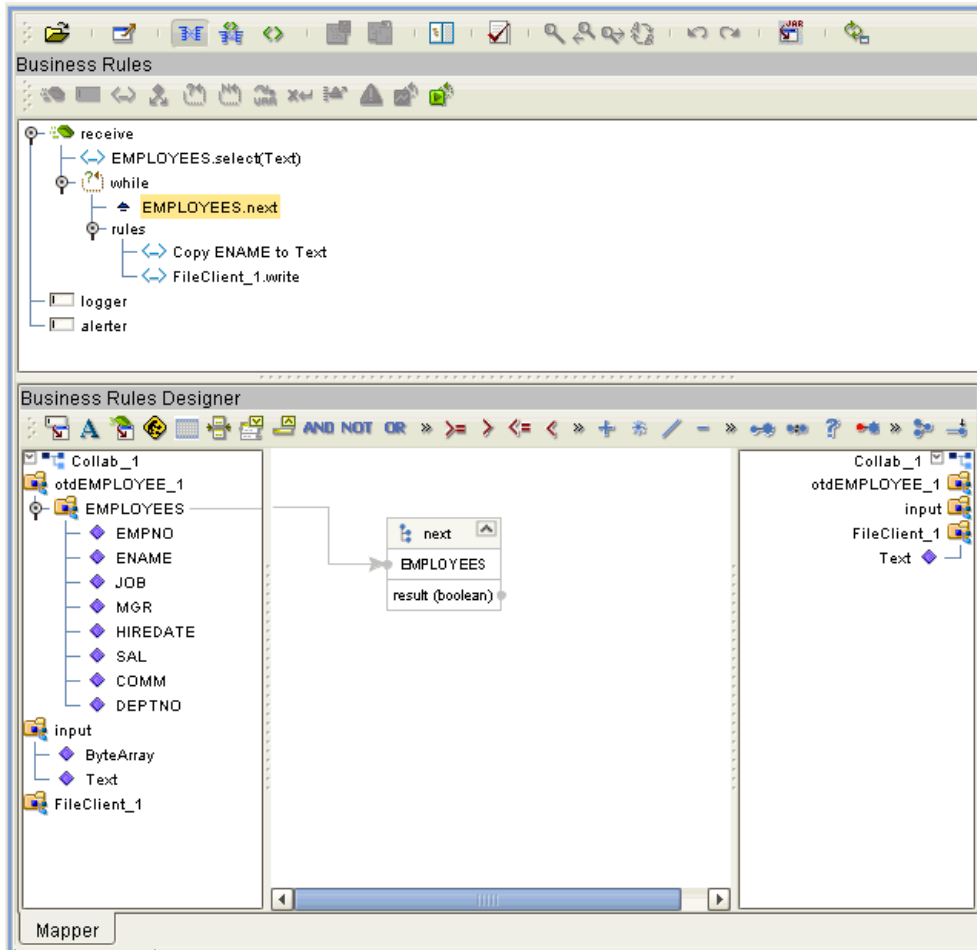 JAR
Business Rules
receive
EMPLOYEES.select(Text)
while
EMPLOYEES.next
rules
Copy ENAME to Text
FileClient_1.write
logger
alerter
Business Rules Designer
A AND NOT OR » >= > <= < » + * / - » ? »
Collab_1
otdEMPLOYEE_1
EMPLOYEES
EMPNO
ENAME
JOB
MGR
HIREDATE
SAL
COMM
DEPTNO
input
ByteArray
Text
FileClient_1
next
EMPLOYEES
result (boolean)
Collab_1
otdEMPLOYEE_1
input
FileClient_1
Text
Mapper